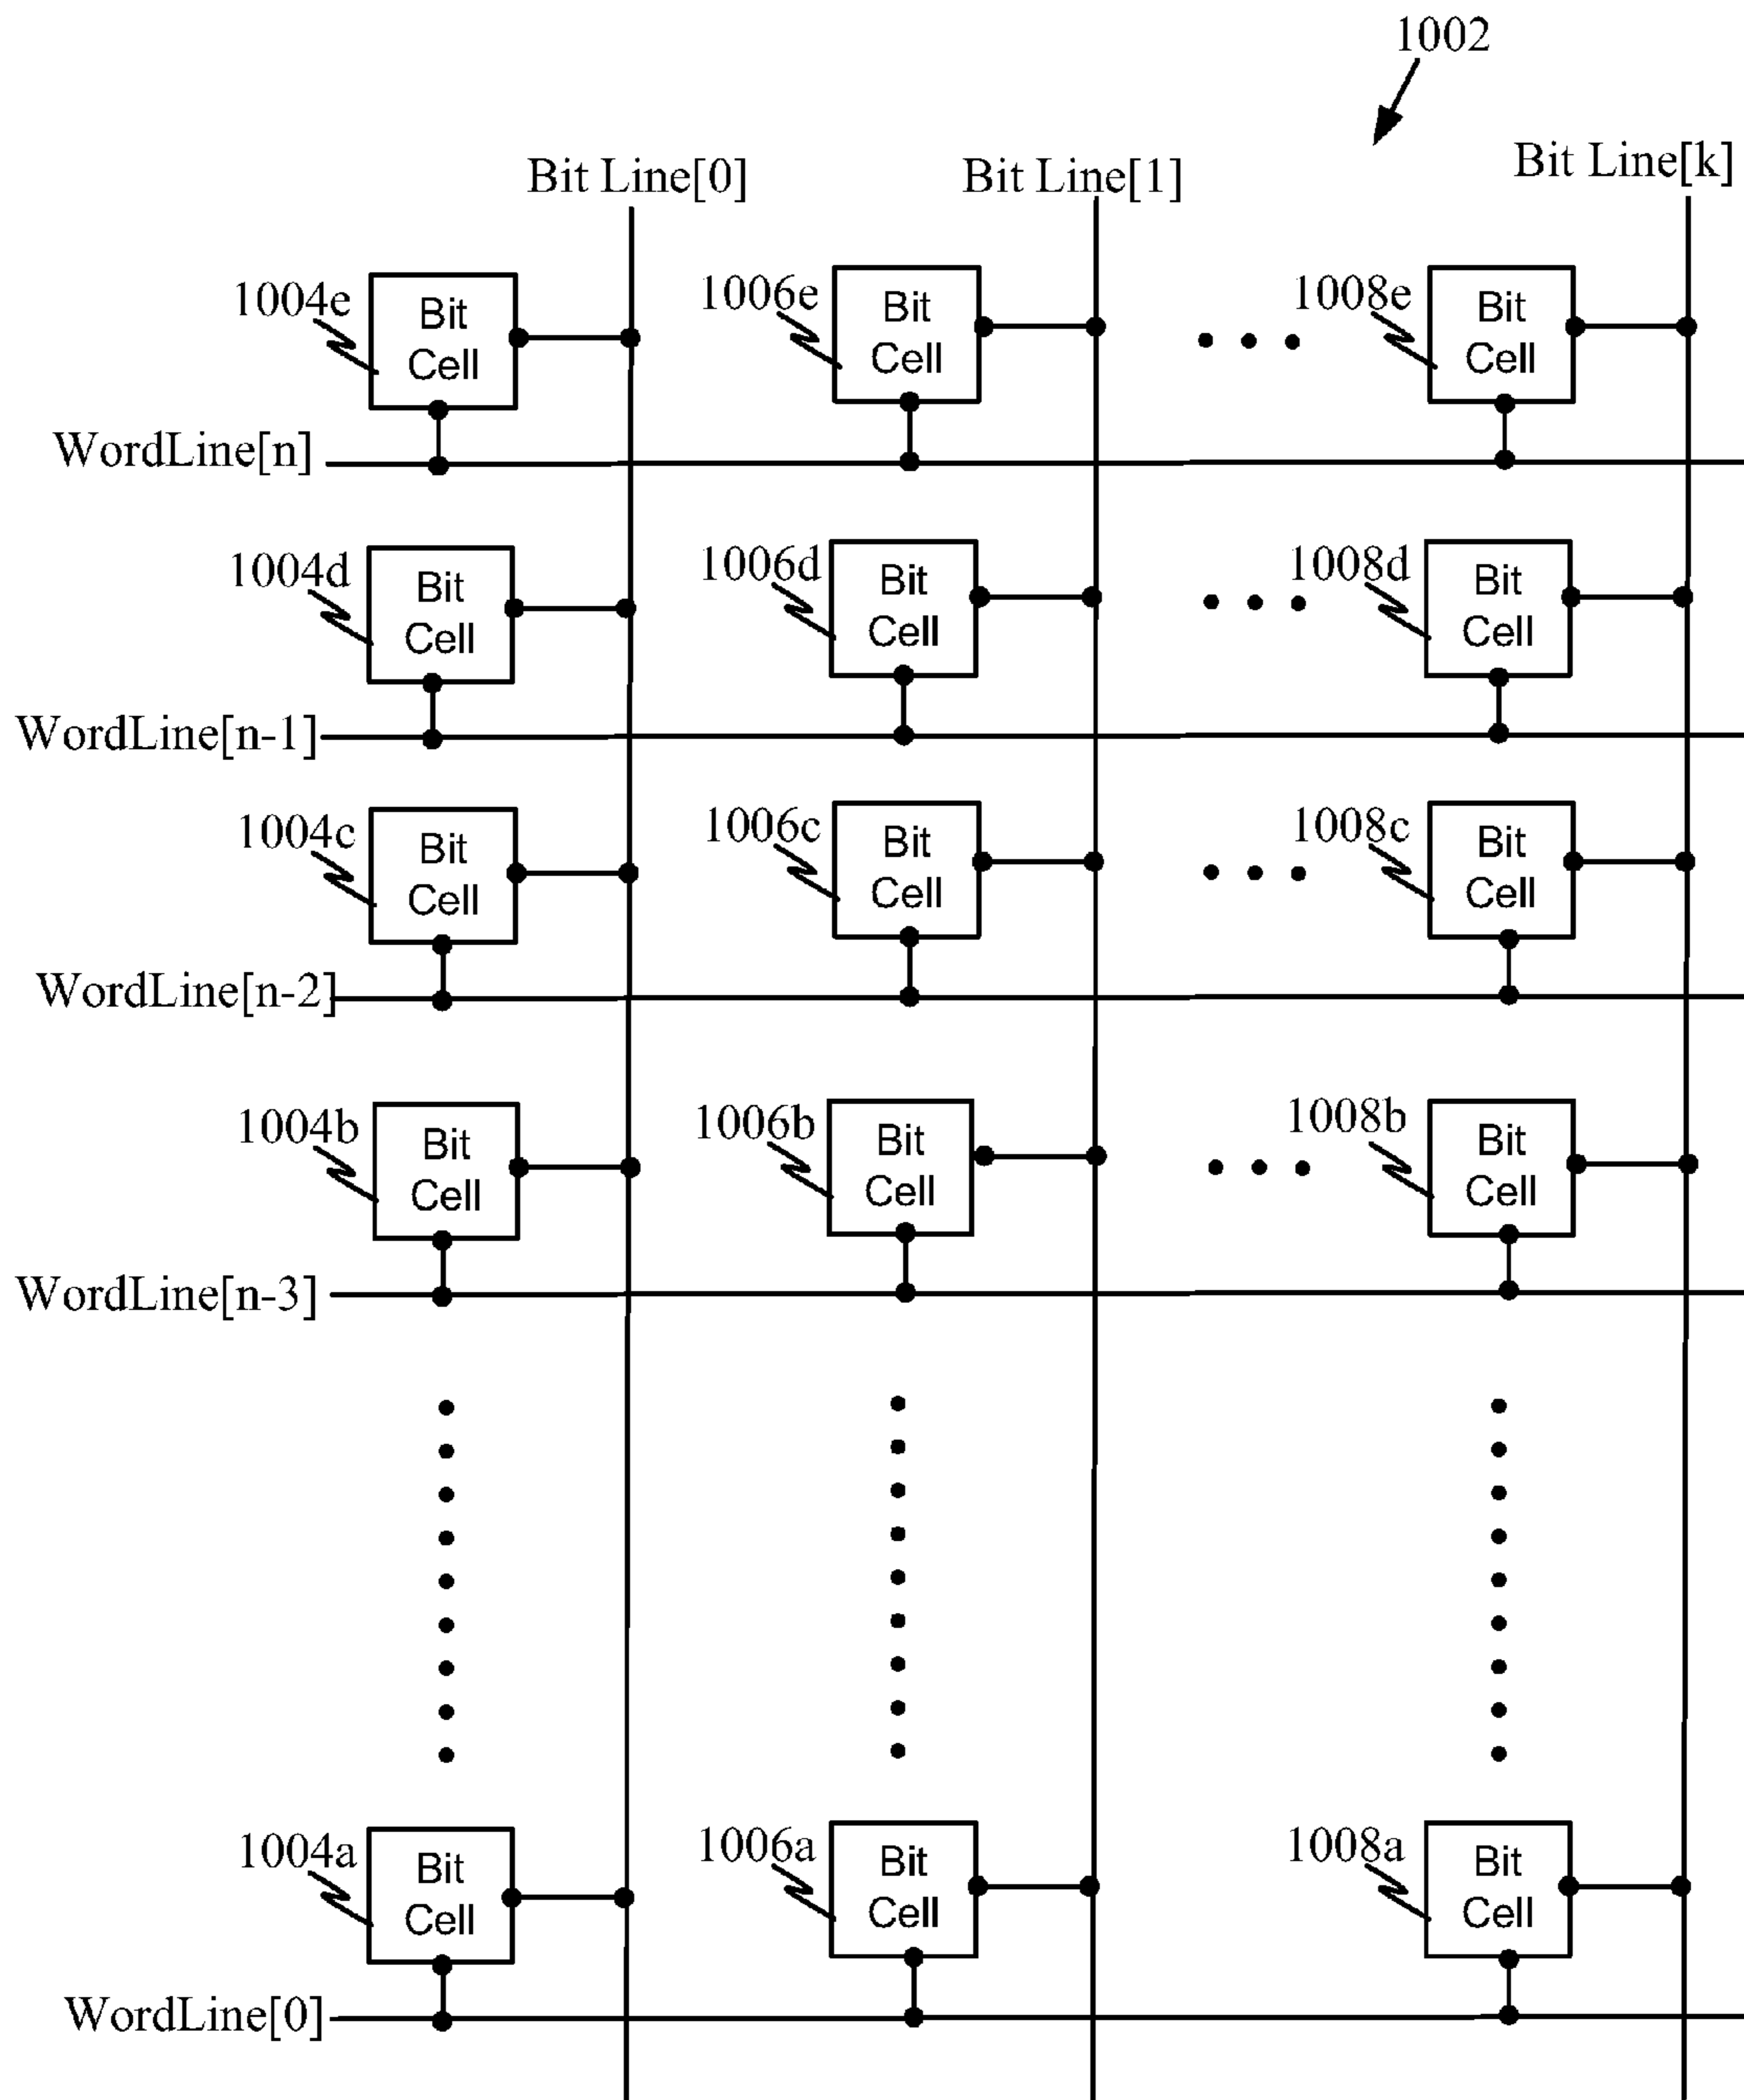 1002
Bit Line[0] Bit Line[1] Bit Line[k]
1004e Bit Cell 1006e Bit Cell 1008e Bit Cell
WordLine[n]
1004d Bit Cell 1006d Bit Cell 1008d Bit Cell
WordLine[n-1]
1004c Bit Cell 1006c Bit Cell 1008c Bit Cell
WordLine[n-2]
1004b Bit Cell 1006b Bit Cell 1008b Bit Cell
WordLine[n-3]
1004a Bit Cell 1006a Bit Cell 1008a Bit Cell
WordLine[0]